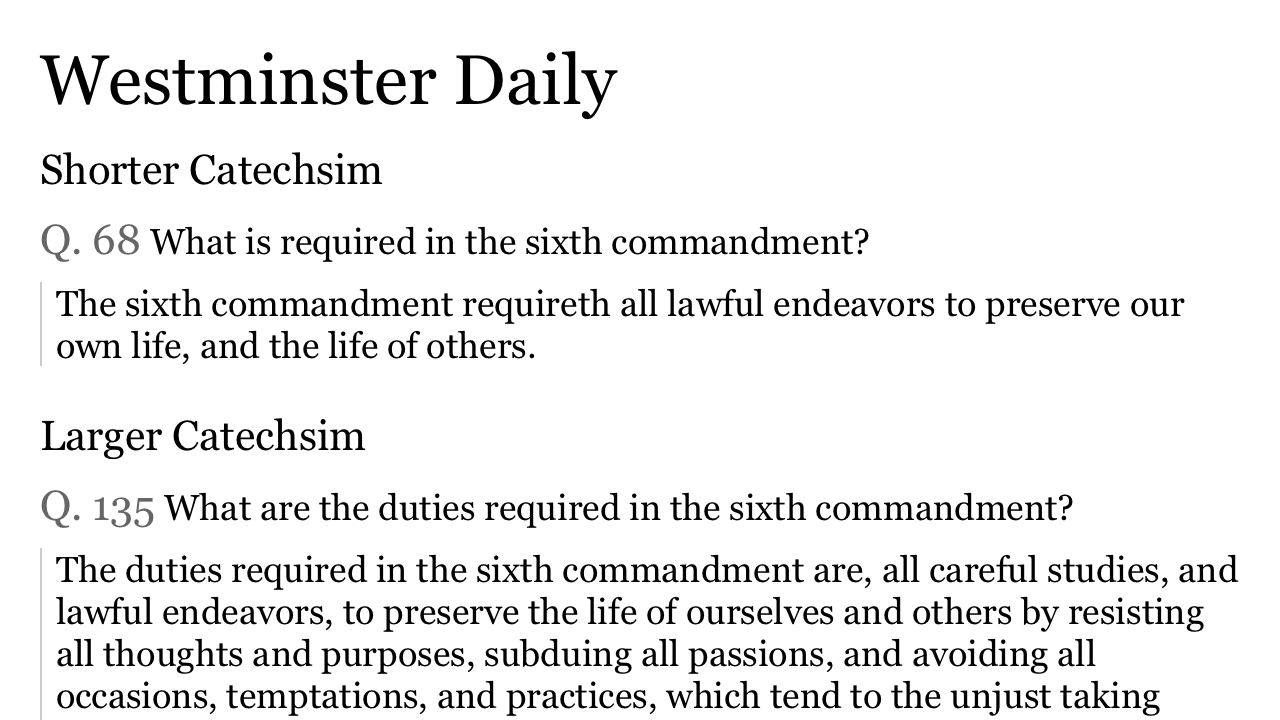 Westminster Daily
Shorter Catechsim
Q. 68 What is required in the sixth commandment?
The sixth commandment requireth all lawful endeavors to preserve our
own life, and the life of others.
Larger Catechsim
Q. 135 What are the duties required in the sixth commandment?
The duties required in the sixth commandment are, all careful studies, and
lawful endeavors, to preserve the life of ourselves and others by resisting
all thoughts and purposes, subduing all passions, and avoiding all
occasions, temptations, and practices, which tend to the unjust taking